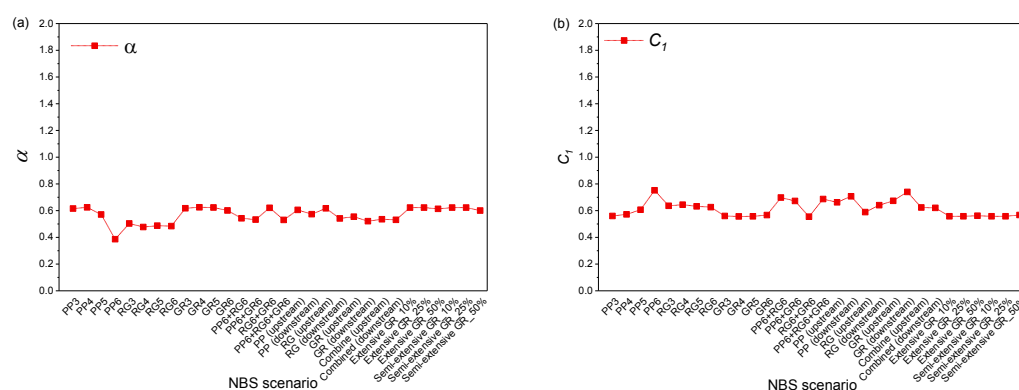 (a)
2.0
1.8
1.6
1.4
1.2
1.0
0.8
0.6
0.4
0.2
0.0
α
α
PP3
PP4
PP5
PP6
RG3
RG4
RG5
RG6
GR3
GR4
GR5
GR6
PP6+RG6
PP6+GR6
RG6+GR6
PP6+RG6+GR6
PP (upstream)
PP (downstream)
RG (upstream)
RG (downstream)
GR (upstream)
GR (downstream)
Combine (upstream)
Combined (downstream)
Extensive GR_10%
Extensive GR_25%
Extensive GR_50%
Semi-extensive GR_10%
Semi-extensive GR_25%
Semi-extensive GR_50%
NBS scenario
(b)
2.0
1.8
1.6
1.4
1.2
1.0
0.8
0.6
0.4
0.2
0.0
C1
C1
PP3
PP4
PP5
PP6
RG3
RG4
RG5
RG6
GR3
GR4
GR5
GR6
PP6+RG6
PP6+GR6
RG6+GR6
PP6+RG6+GR6
PP (upstream)
PP (downstream)
RG (upstream)
RG (downstream)
GR (upstream)
GR (downstream)
Combine (upstream)
Combined (downstream)
Extensive GR_10%
Extensive GR_25%
Extensive GR_50%
Semi-extensive GR_10%
Semi-extensive GR_25%
Semi-extensive GR_50%
NBS scenario